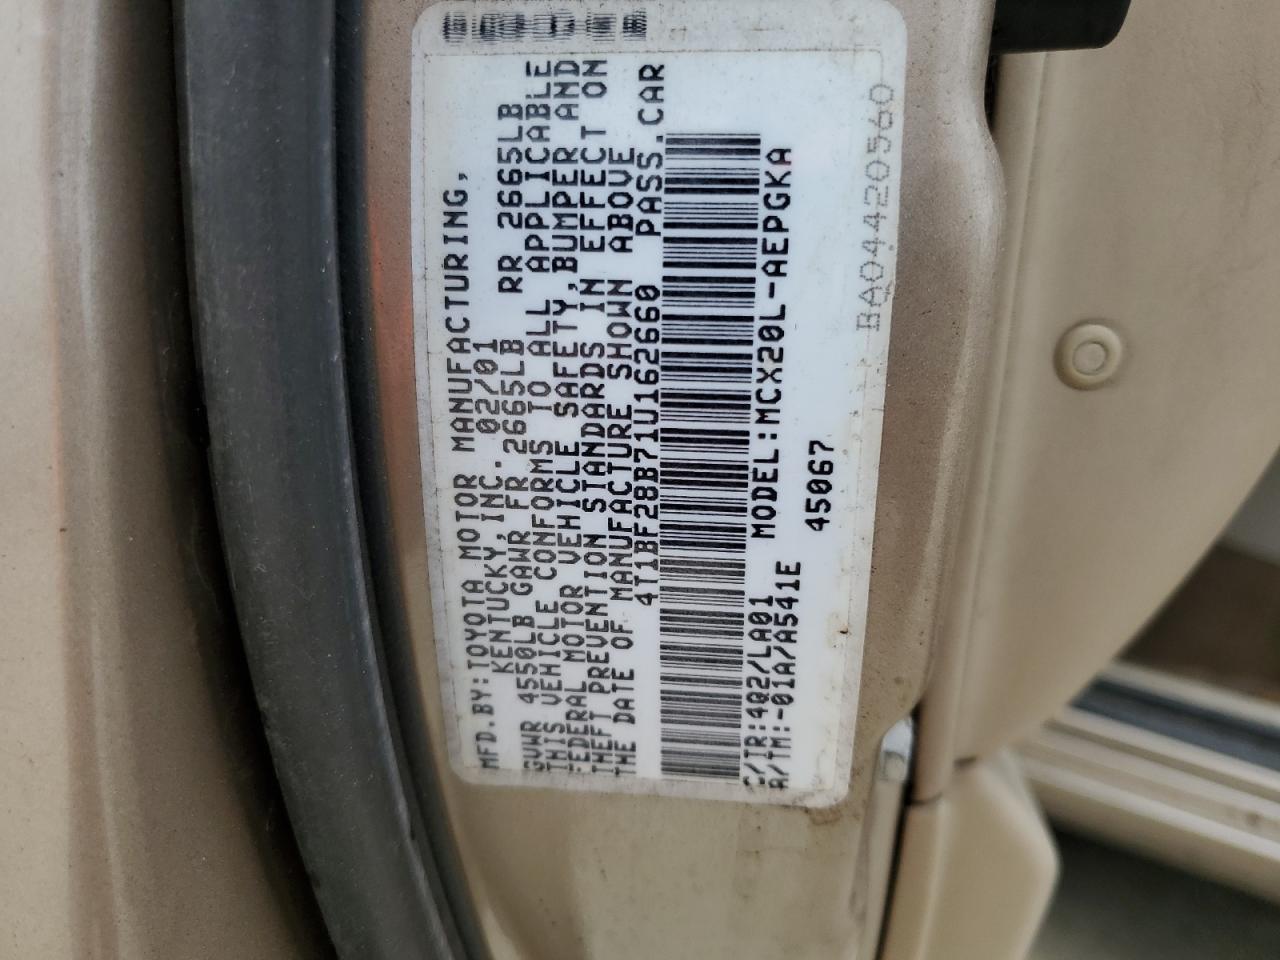 MFD.BY:TOYOTA MOTOR MANUFACTURING,
KENTUCKY,INC. 02/01
GVWR 4550LB GAWR FR 2665LB RR 2665LB
THIS VEHICLE CONFORMS TO ALL APPLICABLE
FEDERAL MOTOR VEHICLE SAFETY,BUMPER AND
THEFT PREVENTION STANDARDS IN EFFECT ON
THE DATE OF MANUFACTURE SHOWN ABOVE
4T1BF28B71U162660 PASS.CAR
C/TR:4Q2/LA01 MODEL:MCX20L-AEPGKA
A/TM:-01A/A541E 45067
BA04420560